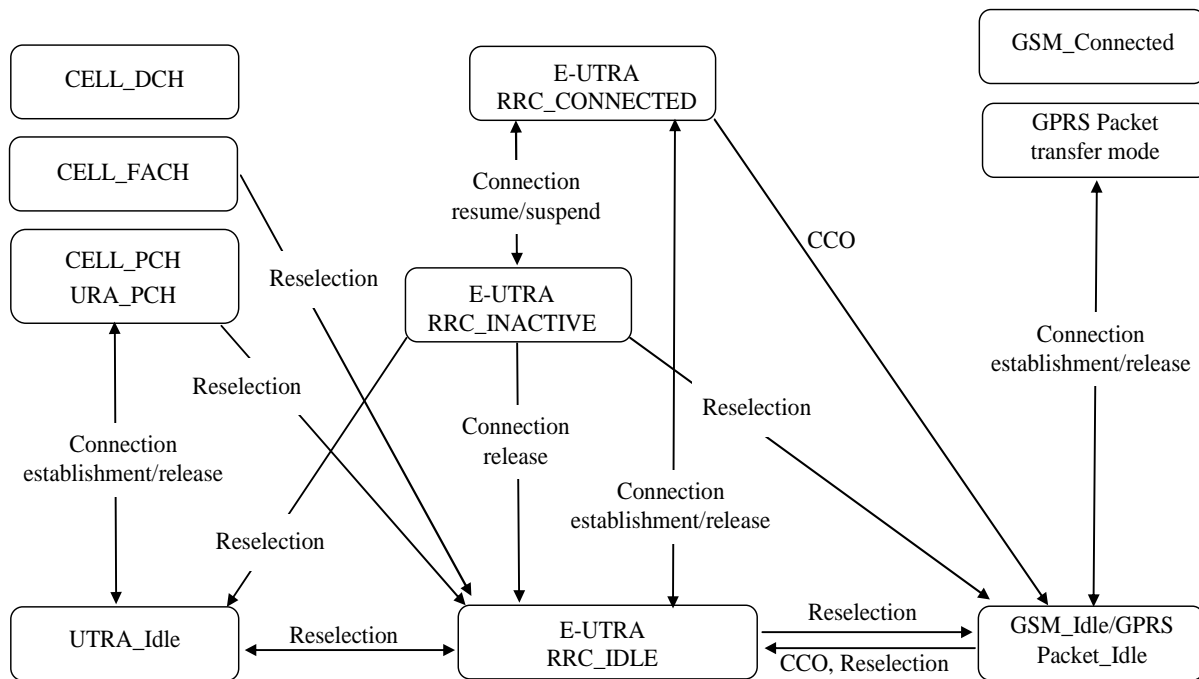 GSM_Connected
CELL_DCH
E-UTRA
RRC_CONNECTED
GPRS Packet
transfer mode
CELL_FACH
Connection
resume/suspend
CCO
CELL_PCH
URA_PCH
Reselection
E-UTRA
RRC_INACTIVE
Connection
establishment/release
Reselection
Reselection
Connection
establishment/release
Connection
release
Connection
establishment/release
Reselection
UTRA_Idle
Reselection
E-UTRA
RRC_IDLE
Reselection
CCO, Reselection
GSM_Idle/GPRS
Packet_Idle